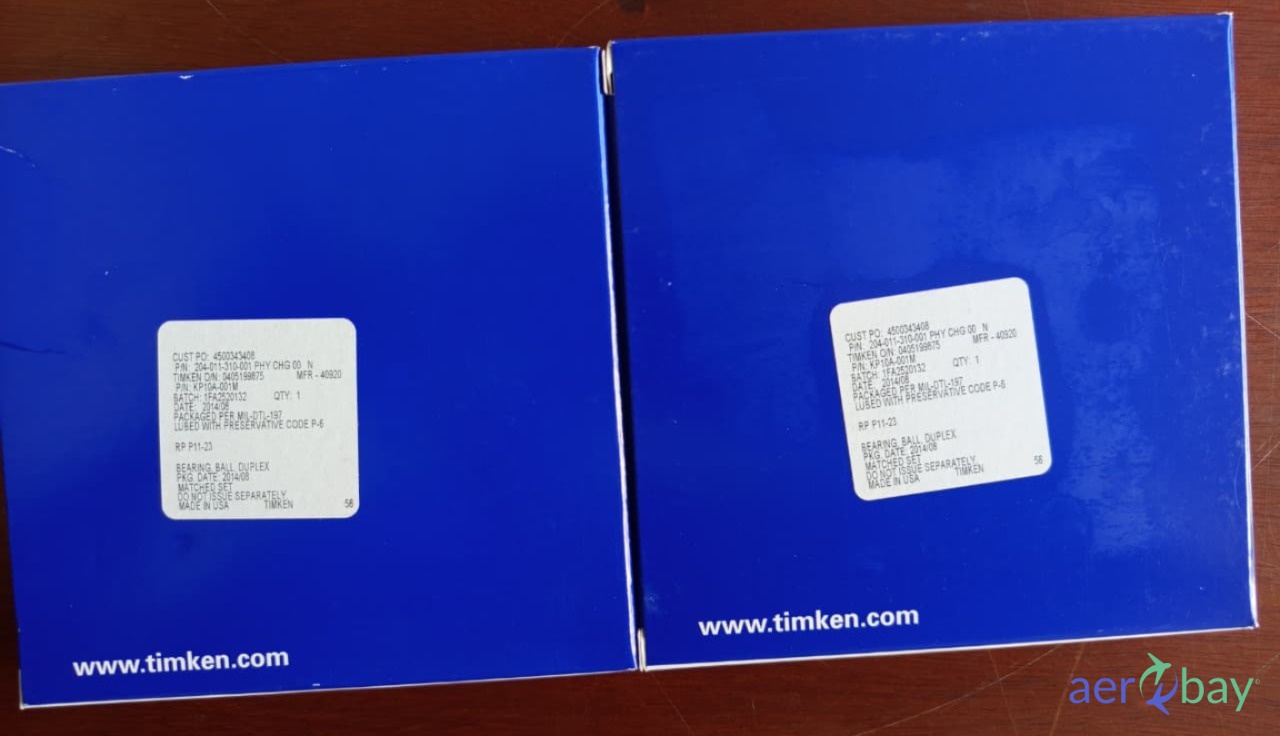 CUST PO: 4500343408
P/N: 204-011-310-001 PHY CHG 00 N
TIMKEN O/N: 0405199875 MFR - 40920
P/N: KP10A-001M
BATCH: 1FA2520132 QTY: 1
DATE: 2014/08
PACKAGED PER MIL-DTL-197
LUBED WITH PRESERVATIVE CODE P-6
RP P11-23
BEARING, BALL, DUPLEX
PKG. DATE: 2014/08
MATCHED SET
DO NOT ISSUE SEPARATELY
MADE IN USA TIMKEN 56
www.timken.com
CUST PO: 4500343408
P/N: 204-011-310-001 PHY CHG 00 N
TIMKEN O/N: 0405199875 MFR - 40920
P/N: KP10A-001M
BATCH: 1FA2520132 QTY: 1
DATE: 2014/08
PACKAGED PER MIL-DTL-197
LUBED WITH PRESERVATIVE CODE P-6
RP P11-23
BEARING, BALL, DUPLEX
PKG. DATE: 2014/08
MATCHED SET
DO NOT ISSUE SEPARATELY
MADE IN USA TIMKEN 56
www.timken.com
aerobay